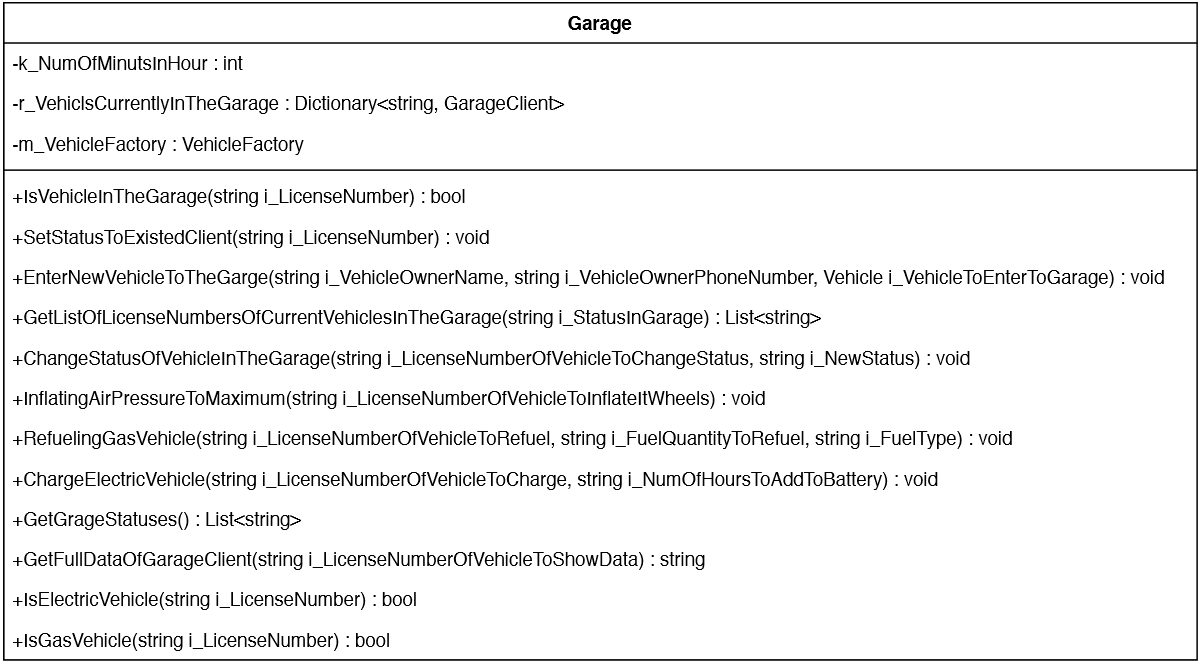 Garage
-k_NumOfMinutsInHour : int
-r_VehiclsCurrentlyInTheGarage : Dictionary<string, GarageClient>
-m_VehicleFactory : VehicleFactory
+IsVehicleInTheGarage(string i_LicenseNumber) : bool
+SetStatusToExistedClient(string i_LicenseNumber) : void
+EnterNewVehicleToTheGarge(string i_VehicleOwnerName, string i_VehicleOwnerPhoneNumber, Vehicle i_VehicleToEnterToGarage) : void
+GetListOfLicenseNumbersOfCurrentVehiclesInTheGarage(string i_StatusInGarage) : List<string>
+ChangeStatusOfVehicleInTheGarage(string i_LicenseNumberOfVehicleToChangeStatus, string i_NewStatus) : void
+InflatingAirPressureToMaximum(string i_LicenseNumberOfVehicleToInflateItWheels) : void
+RefuelingGasVehicle(string i_LicenseNumberOfVehicleToRefuel, string i_FuelQuantityToRefuel, string i_FuelType) : void
+ChargeElectricVehicle(string i_LicenseNumberOfVehicleToCharge, string i_NumOfHoursToAddToBattery) : void
+GetGrageStatuses() : List<string>
+GetFullDataOfGarageClient(string i_LicenseNumberOfVehicleToShowData) : string
+IsElectricVehicle(string i_LicenseNumber) : bool
+IsGasVehicle(string i_LicenseNumber) : bool